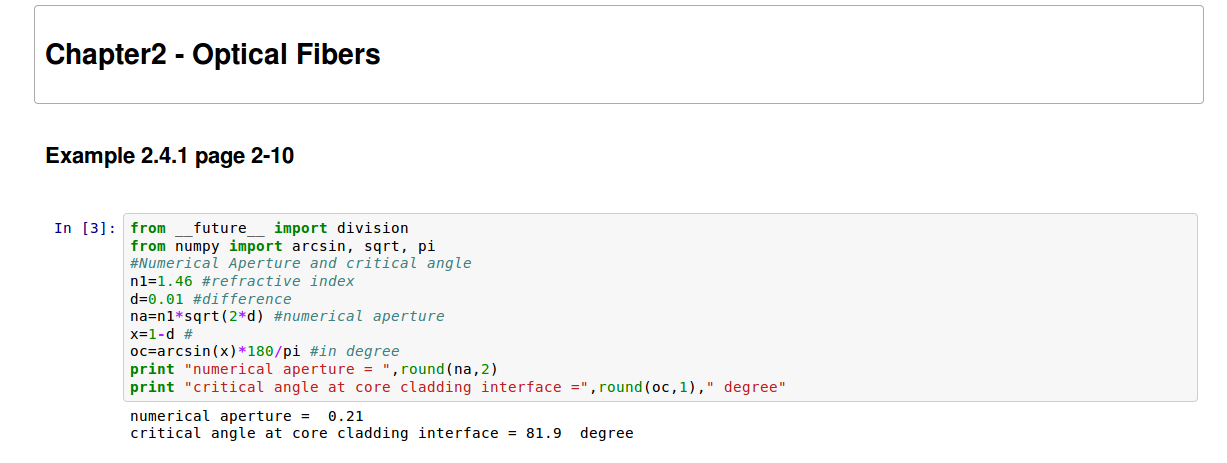 Chapter2 - Optical Fibers
Example 2.4.1 page 2-10
In [3]: from __future__ import division
from numpy import arcsin, sqrt, pi
#Numerical Aperture and critical angle
n1=1.46 #refractive index
d=0.01 #difference
na=n1*sqrt(2*d) #numerical aperture
x=1-d #
oc=arcsin(x)*180/pi #in degree
print "numerical aperture = ",round(na,2)
print "critical angle at core cladding interface =",round(oc,1)," degree"
numerical aperture =  0.21
critical angle at core cladding interface = 81.9  degree